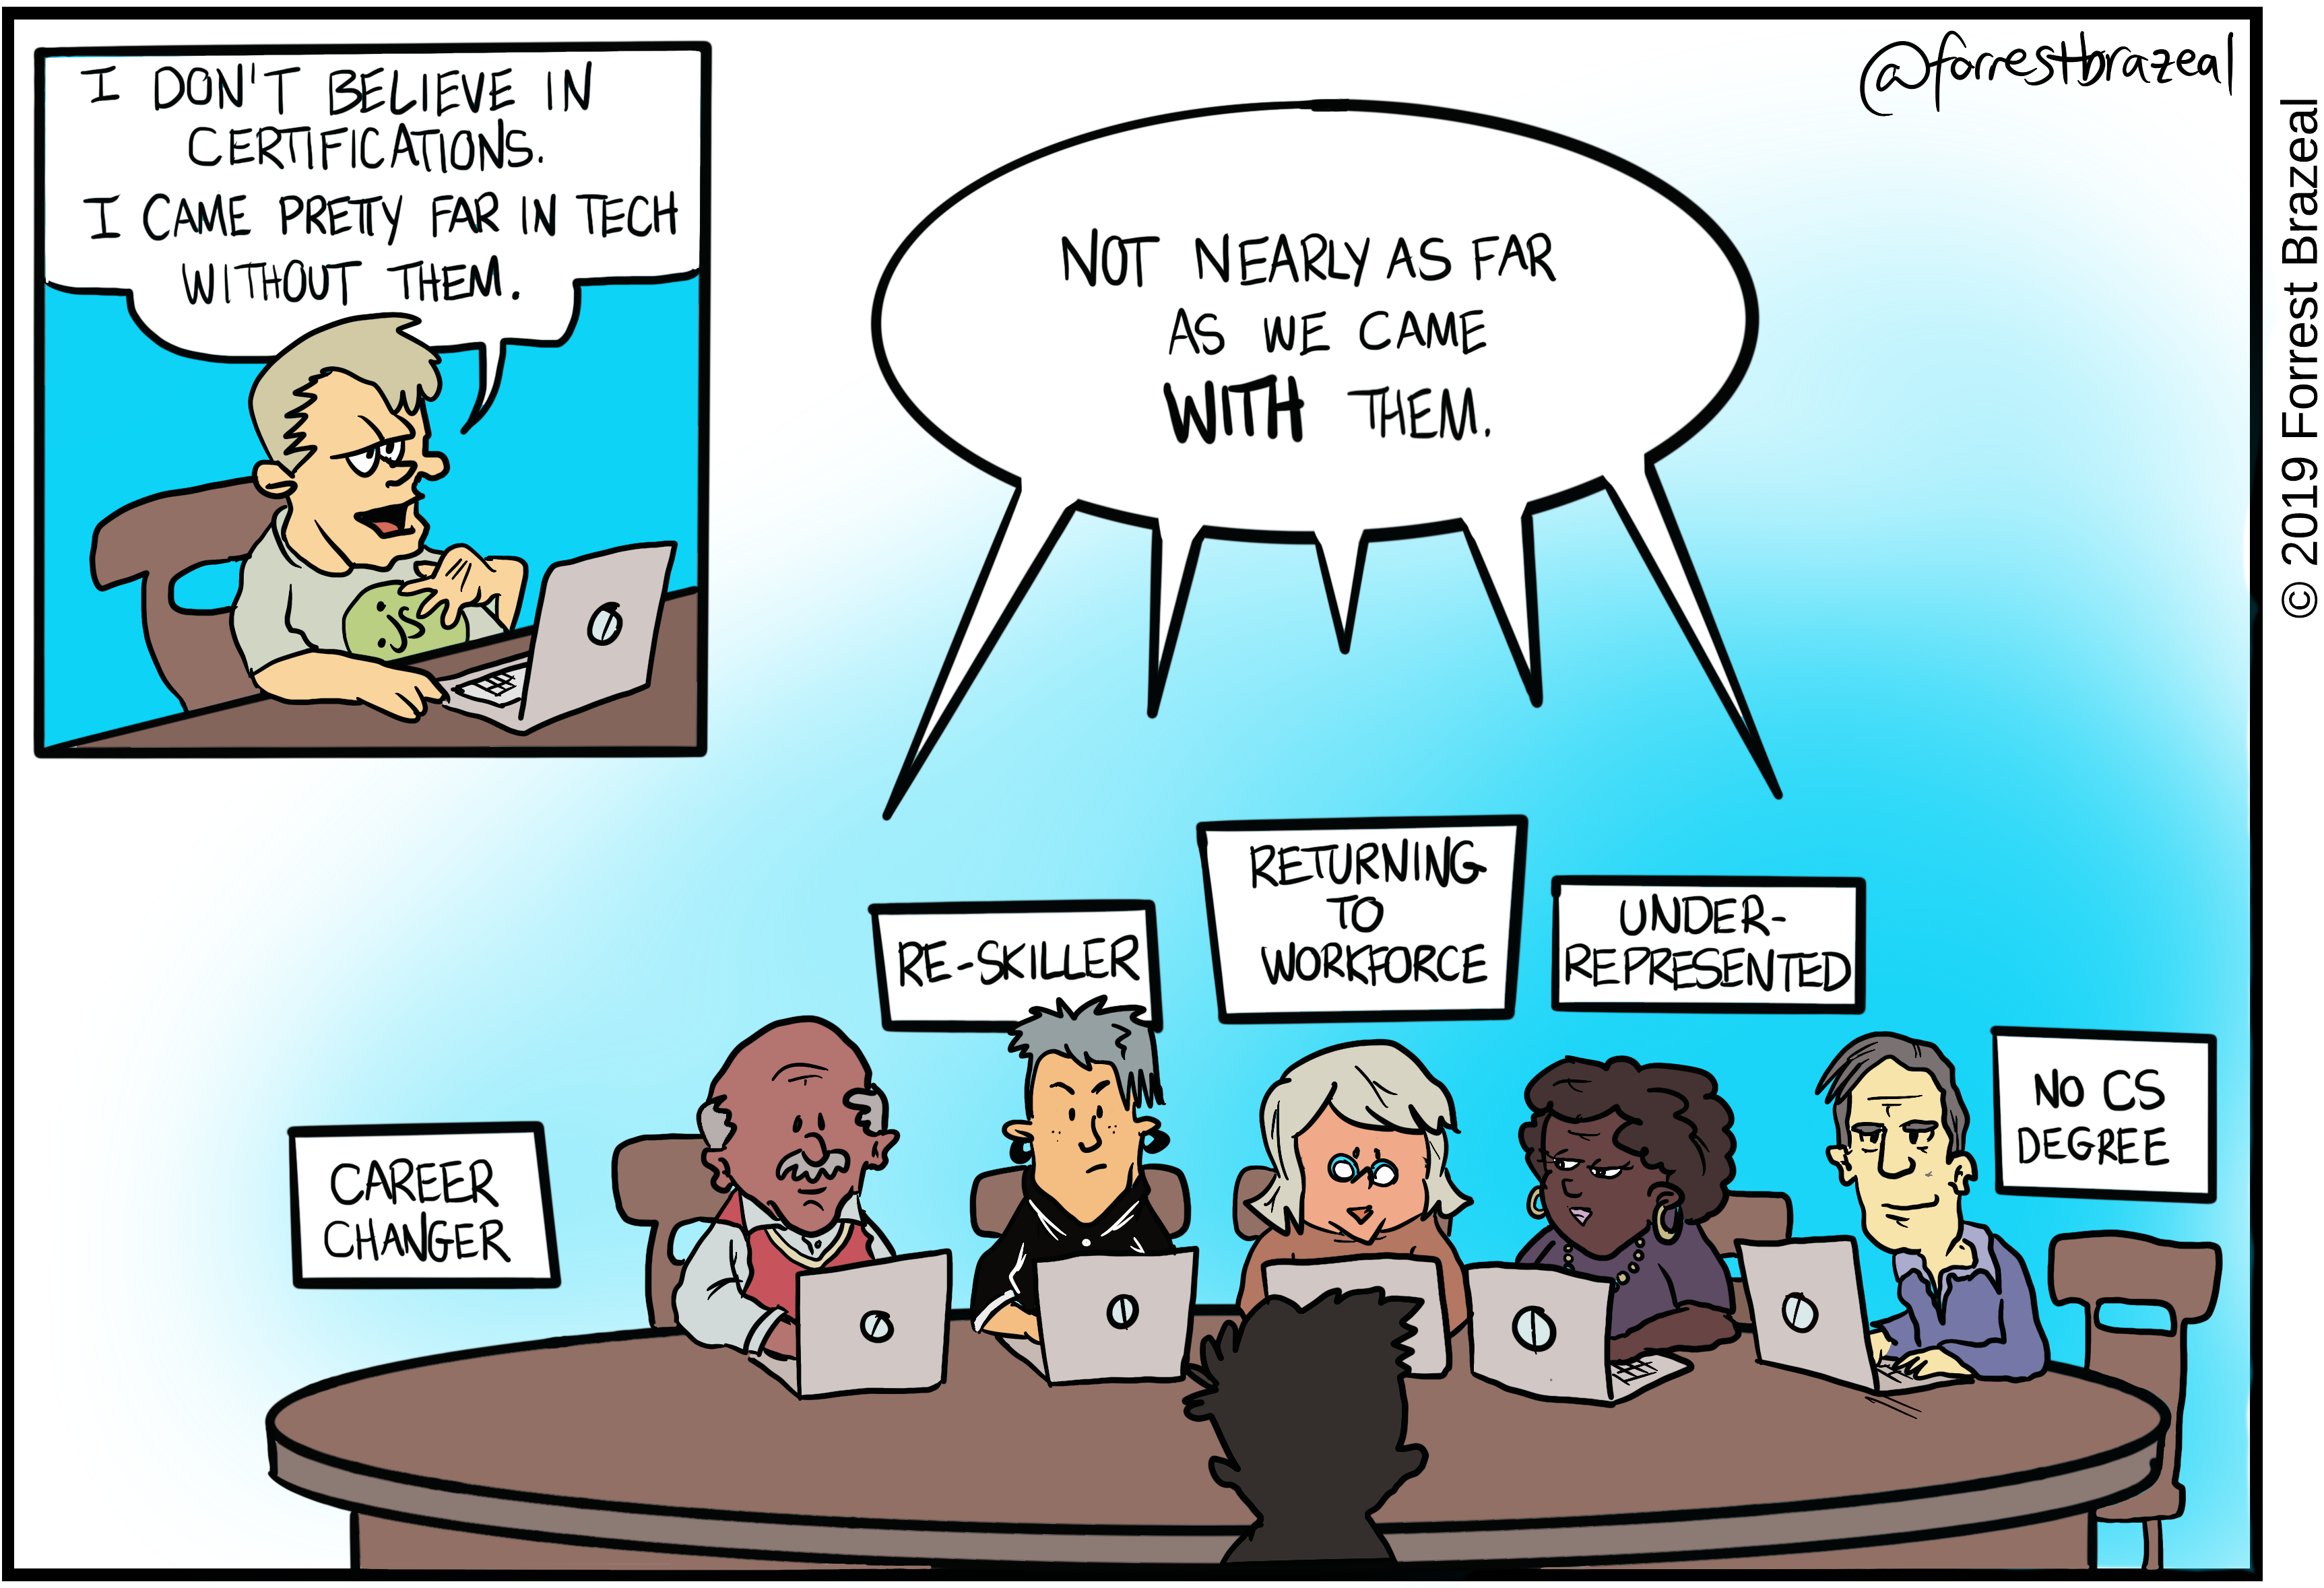 I DON'T BELIEVE IN
CERTIFICATIONS.
I CAME PRETTY FAR IN TECH
WITHOUT THEM.
JS
@forrestbrazeal
© 2019 Forrest Brazeal
NOT NEARLY AS FAR
AS WE CAME
WITH THEM.
CAREER
CHANGER
RE-SKILLER
RETURNING
TO
WORKFORCE
UNDER-
REPRESENTED
NO CS
DEGREE